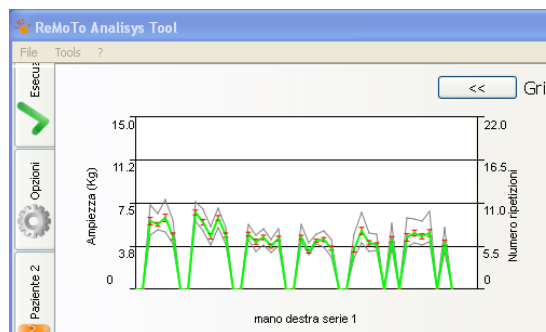 ReMoTo Analisys Tool
File Tools ?
Esecu
Opzioni
Paziente 2
<< Gri
15.0
11.2
7.5
3.8
0
Ampiezza (Kg)
22.0
16.5
11.0
5.5
0
Numero ripetizioni
mano destra serie 1